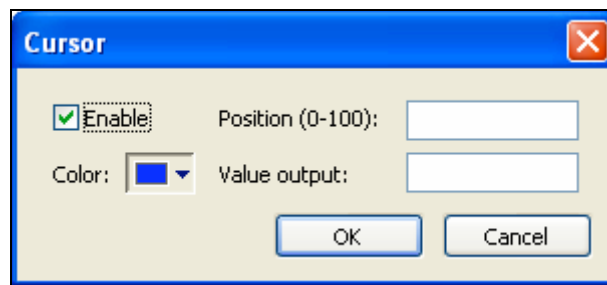 Cursor
Enable Position (0-100):
Color: Value output:
OK Cancel